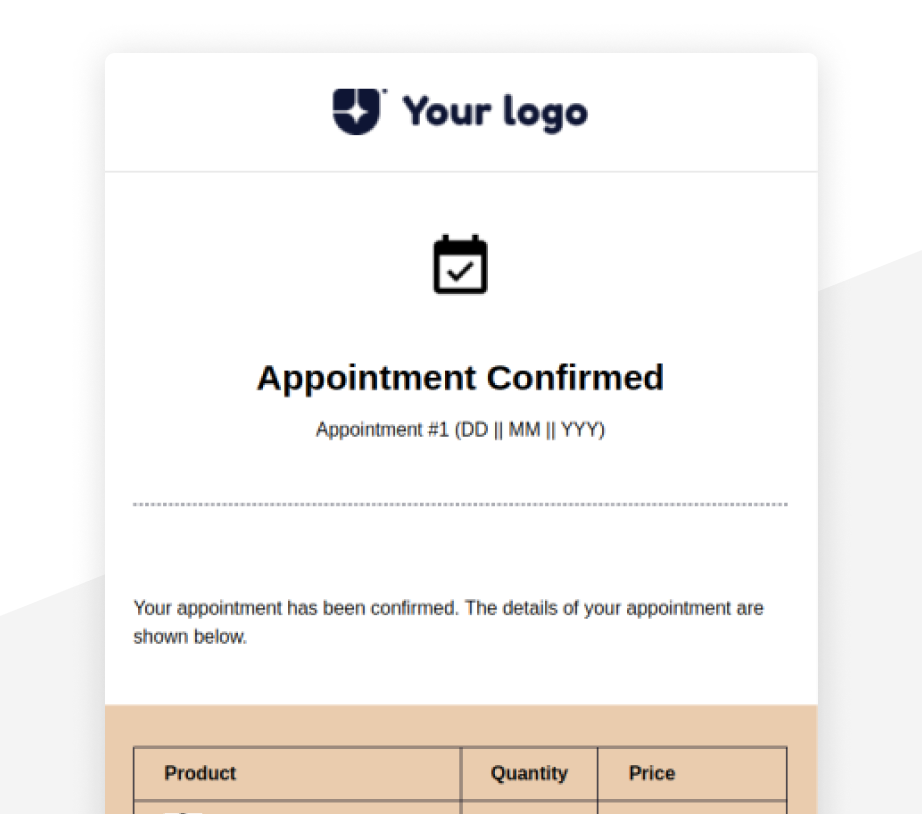 Your logo
Appointment Confirmed
Appointment #1 (DD || MM || YYY)
Your appointment has been confirmed. The details of your appointment are
shown below.
Product Quantity Price